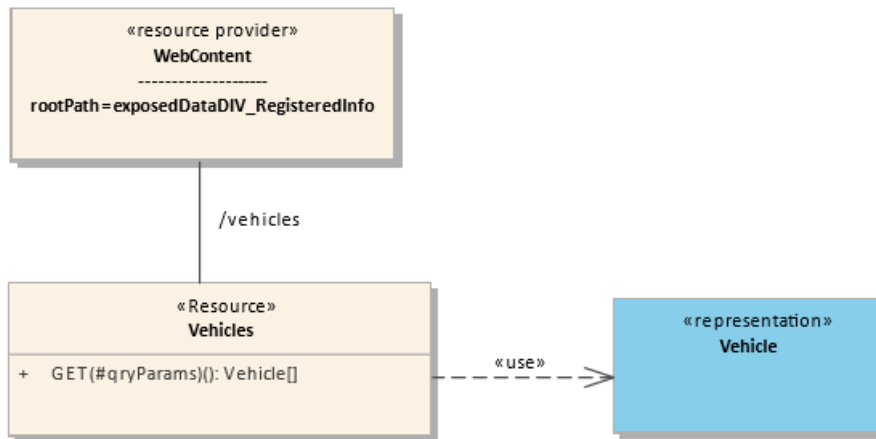 «resource provider»
WebContent
--------------------
rootPath=exposedDataDIV_RegisteredInfo
/vehicles
«Resource»
Vehicles
+ GET(#qryParams)(): Vehicle[]
«use»
«representation»
Vehicle